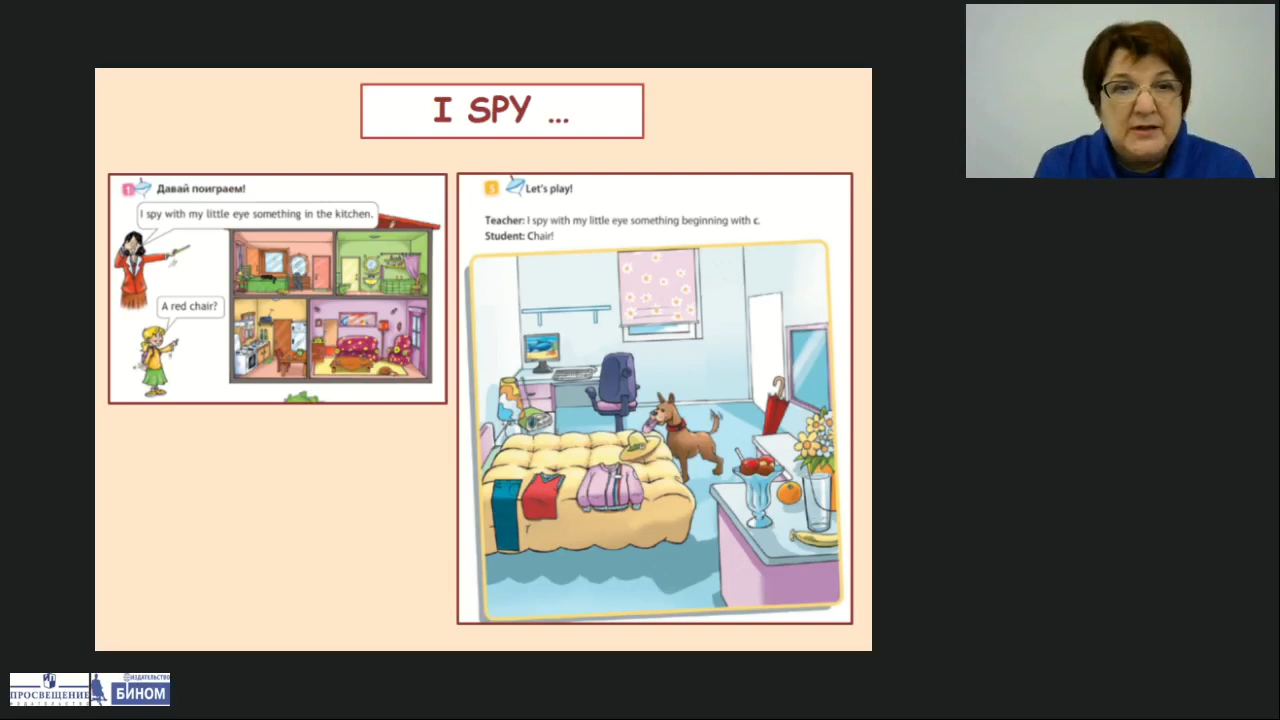 I SPY ...
1 Давай поиграем!
I spy with my little eye something in the kitchen.
A red chair?
5 Let's play!
Teacher: I spy with my little eye something beginning with c.
Student: Chair!
ПРОСВЕЩЕНИЕ
ИЗДАТЕЛЬСТВО
ИЗДАТЕЛЬСТВО
БИНОМ